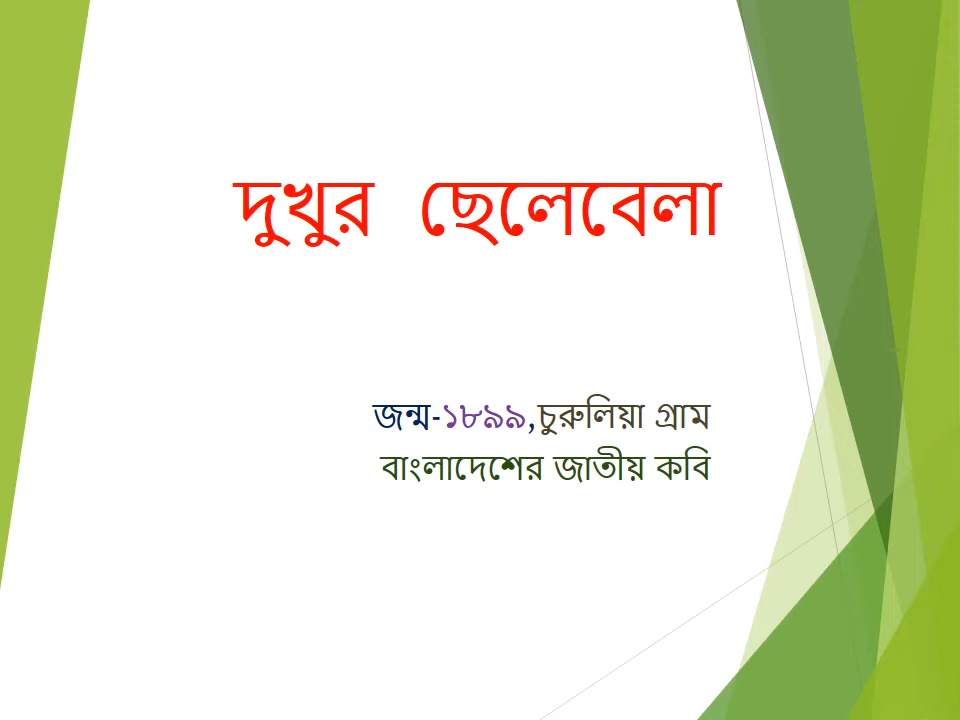 দুখুর ছেলেবেলা
জন্ম-১৮৯৯,চুরুলিয়া গ্রাম
বাংলাদেশের জাতীয় কবি